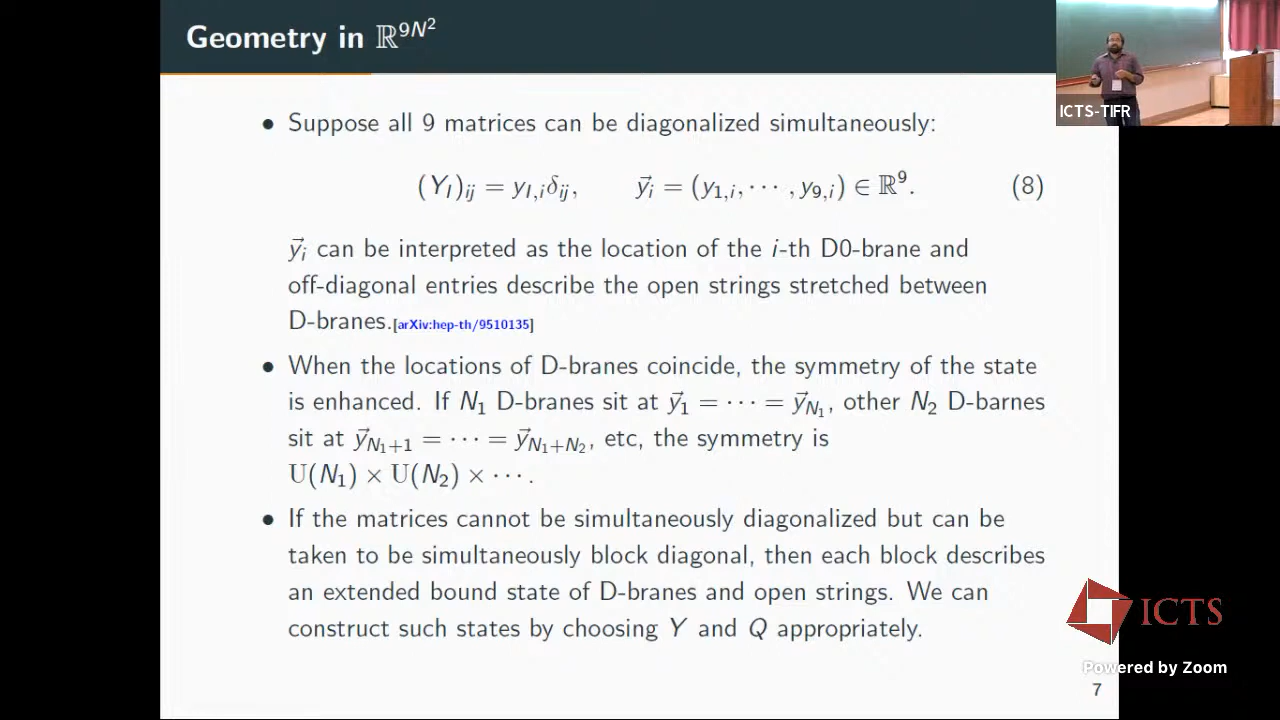 Geometry in ℝ^{9N²}
ICTS-TIFR
• Suppose all 9 matrices can be diagonalized simultaneously:
(Y_I)_{ij} = y_{I,i}δ_{ij},   y⃗_i = (y_{1,i}, ⋯ , y_{9,i}) ∈ ℝ⁹.   (8)
y⃗_i can be interpreted as the location of the i-th D0-brane and
off-diagonal entries describe the open strings stretched between
D-branes.[arXiv:hep-th/9510135]
• When the locations of D-branes coincide, the symmetry of the state
is enhanced. If N₁ D-branes sit at y⃗₁ = ⋯ = y⃗_{N₁}, other N₂ D-barnes
sit at y⃗_{N₁+1} = ⋯ = y⃗_{N₁+N₂}, etc, the symmetry is
U(N₁) × U(N₂) × ⋯ .
• If the matrices cannot be simultaneously diagonalized but can be
taken to be simultaneously block diagonal, then each block describes
an extended bound state of D-branes and open strings. We can
construct such states by choosing Y and Q appropriately.
ICTS
Powered by Zoom
7